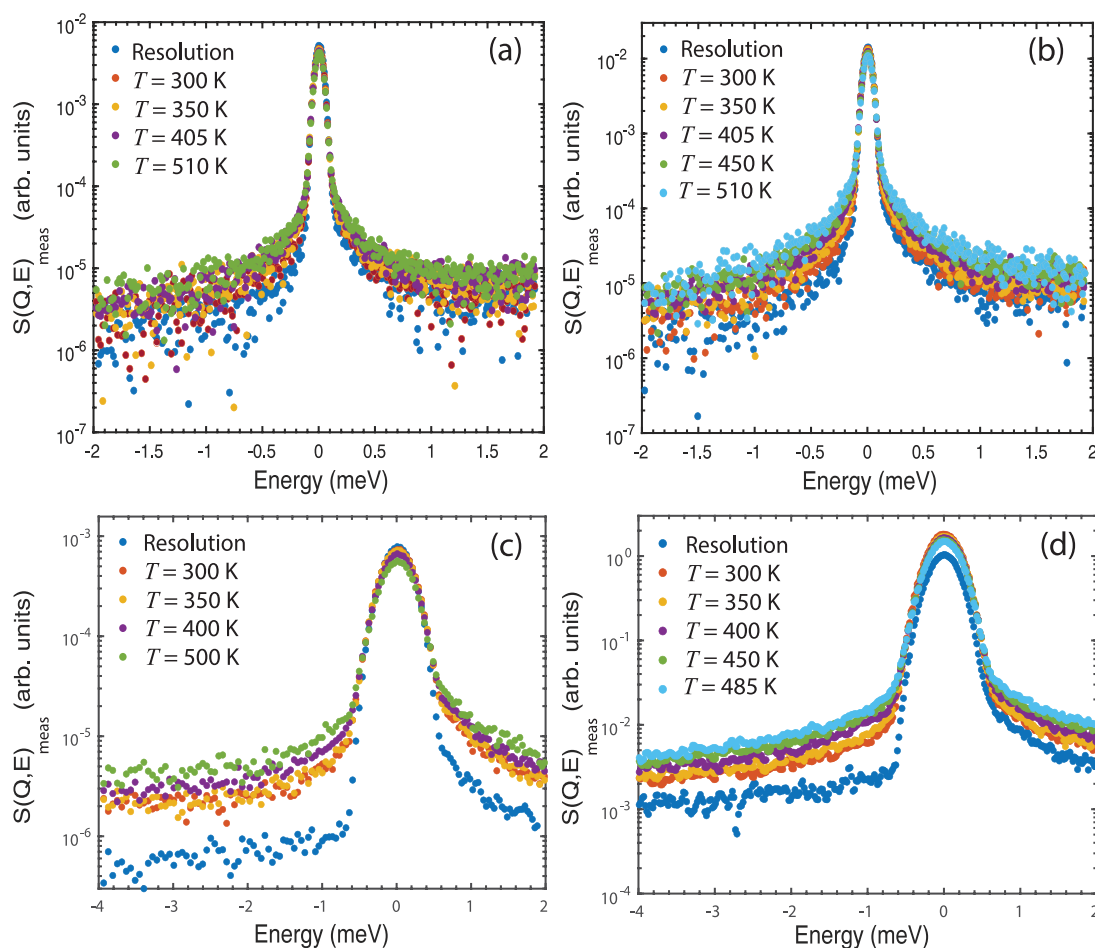 (a)
Resolution
T = 300 K
T = 350 K
T = 405 K
T = 510 K
10⁻²
10⁻³
10⁻⁴
10⁻⁵
10⁻⁶
10⁻⁷
S(Q,E)meas (arb. units)
-2 -1.5 -1 -0.5 0 0.5 1 1.5 2
Energy (meV)
(b)
Resolution
T = 300 K
T = 350 K
T = 405 K
T = 450 K
T = 510 K
10⁻²
10⁻³
10⁻⁴
10⁻⁵
10⁻⁶
10⁻⁷
S(Q,E)meas (arb. units)
-2 -1.5 -1 -0.5 0 0.5 1 1.5 2
Energy (meV)
(c)
Resolution
T = 300 K
T = 350 K
T = 400 K
T = 500 K
10⁻³
10⁻⁴
10⁻⁵
10⁻⁶
S(Q,E)meas (arb. units)
-4 -3 -2 -1 0 1 2
Energy (meV)
(d)
Resolution
T = 300 K
T = 350 K
T = 400 K
T = 450 K
T = 485 K
10⁰
10⁻¹
10⁻²
10⁻³
10⁻⁴
S(Q,E)meas (arb. units)
-4 -3 -2 -1 0 1 2
Energy (meV)